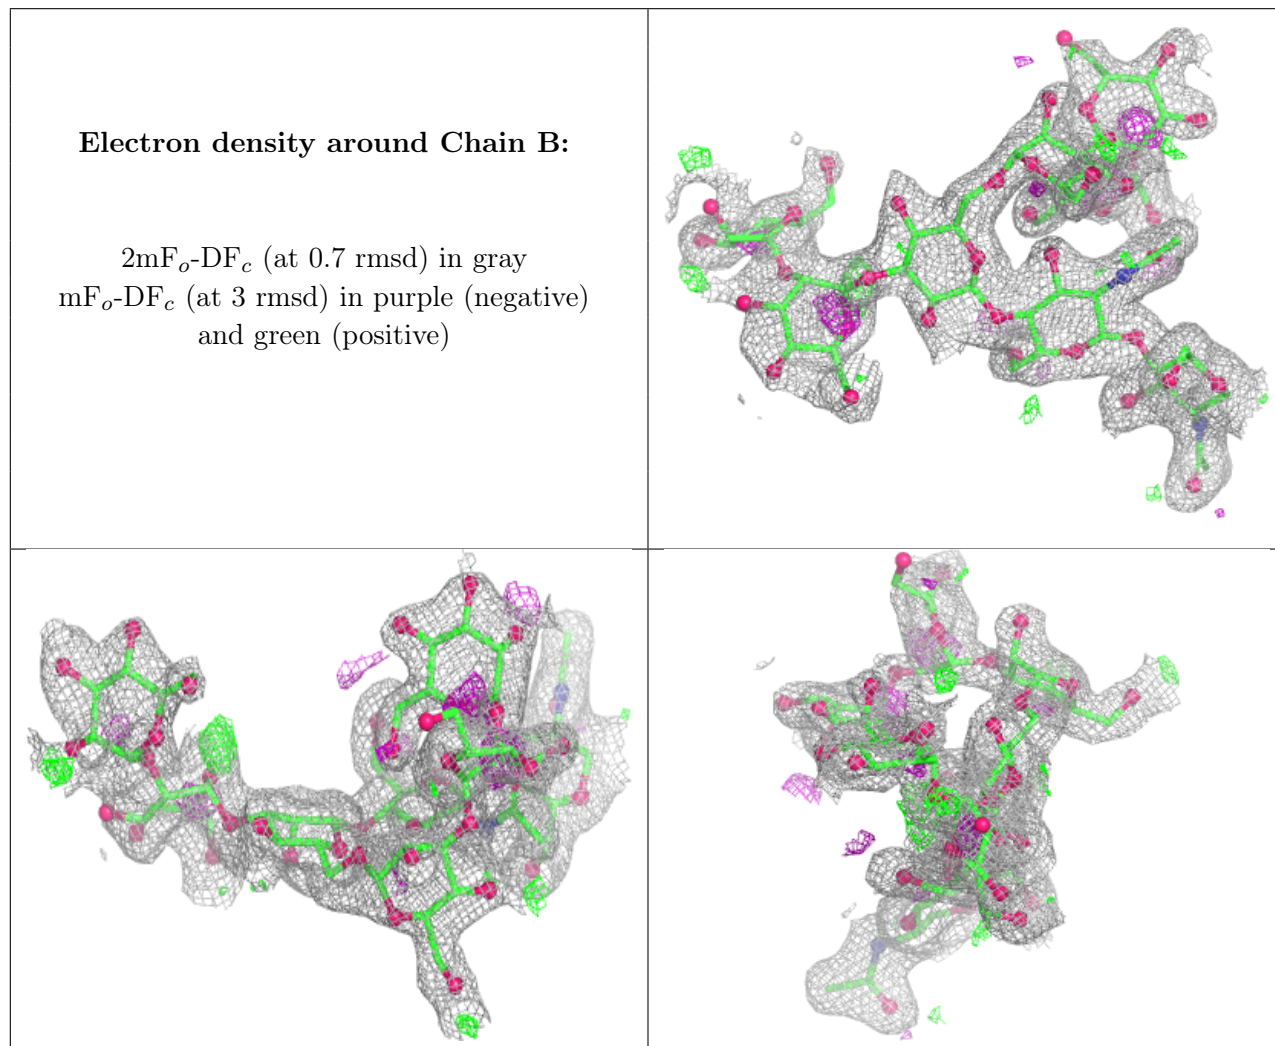 Electron density around Chain B:
2mFo-DFc (at 0.7 rmsd) in gray
mFo-DFc (at 3 rmsd) in purple (negative)
and green (positive)